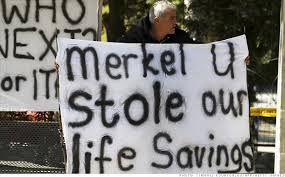 WHO
NEXT?
OR IT
merkel U
stole our
life Savings